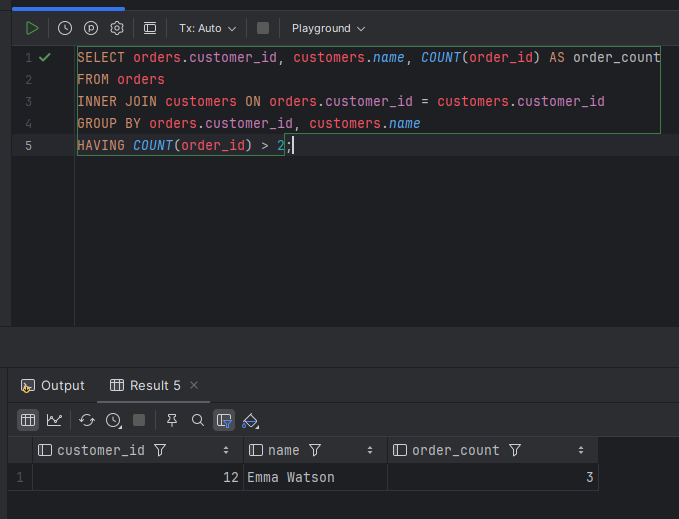 Tx: Auto Playground
1 SELECT orders.customer_id, customers.name, COUNT(order_id) AS order_count
2 FROM orders
3 INNER JOIN customers ON orders.customer_id = customers.customer_id
4 GROUP BY orders.customer_id, customers.name
5 HAVING COUNT(order_id) > 2;
Output Result 5
customer_id name order_count
1 12 Emma Watson 3